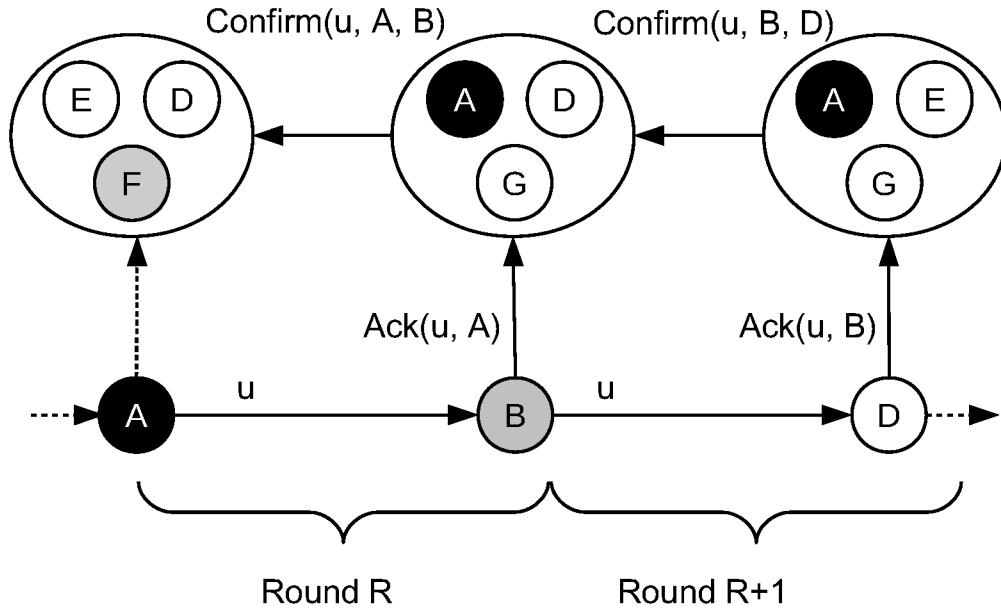 Confirm(u, A, B)
Confirm(u, B, D)
E
D
F
A
D
G
A
E
G
Ack(u, A)
Ack(u, B)
A
u
B
u
D
Round R
Round R+1